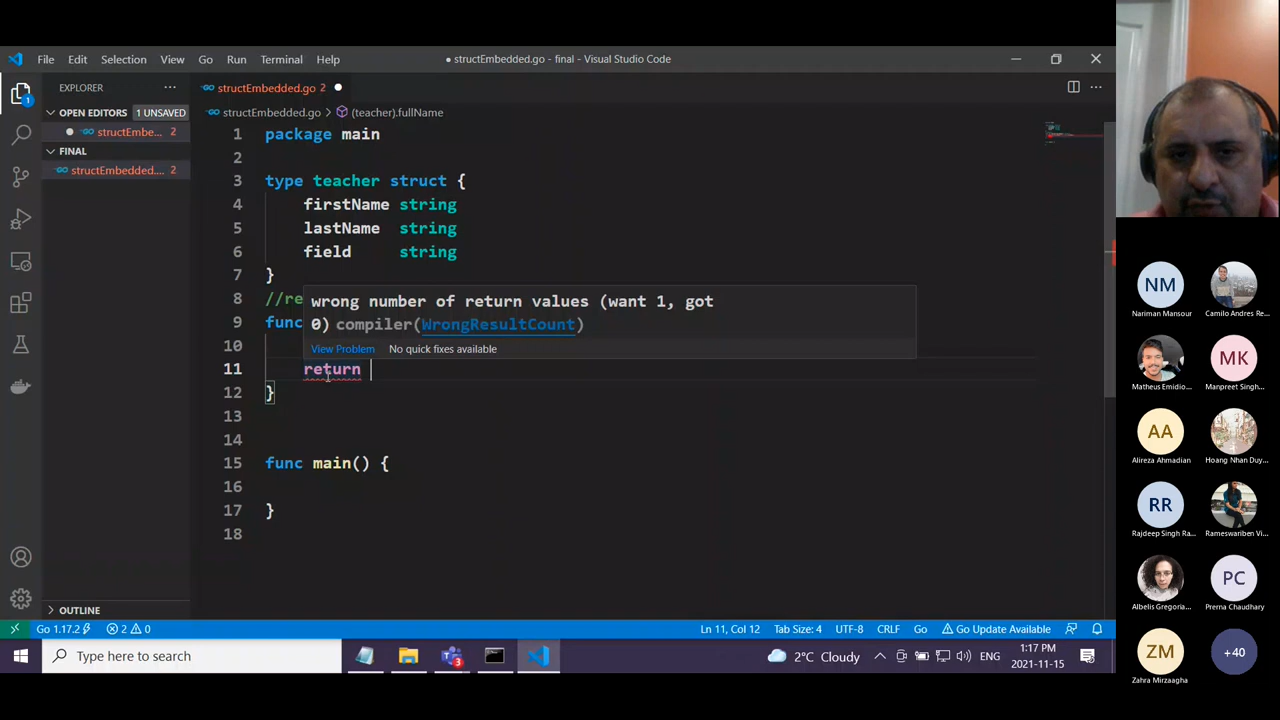 File Edit Selection View Go Run Terminal Help
● structEmbedded.go - final - Visual Studio Code
EXPLORER ···
OPEN EDITORS 1 UNSAVED
structEmbe... 2
FINAL
structEmbedded.... 2
OUTLINE
1
structEmbedded.go 2
structEmbedded.go > (teacher).fullName
1 package main
2
3 type teacher struct {
4 firstName string
5 lastName string
6 field string
7 }
8 //re
9 func
10
11 return
12 }
13
14
15 func main() {
16
17 }
18
wrong number of return values (want 1, got
0) compiler(WrongResultCount)
View Problem No quick fixes available
Go 1.17.2 2 0
Ln 11, Col 12 Tab Size: 4 UTF-8 CRLF Go Go Update Available
Type here to search
3
2°C Cloudy
ENG
1:17 PM
2021-11-15
NM
Nariman Mansour
Camilo Andres Re...
Matheus Emidio...
MK
Manpreet Singh...
AA
Alireza Ahmadian
Hoang Nhan Duy...
RR
Rajdeep Singh Ra...
Rameswariben Vi...
Albelis Gregoria...
PC
Prerna Chaudhary
ZM
Zahra Mirzaagha
+40